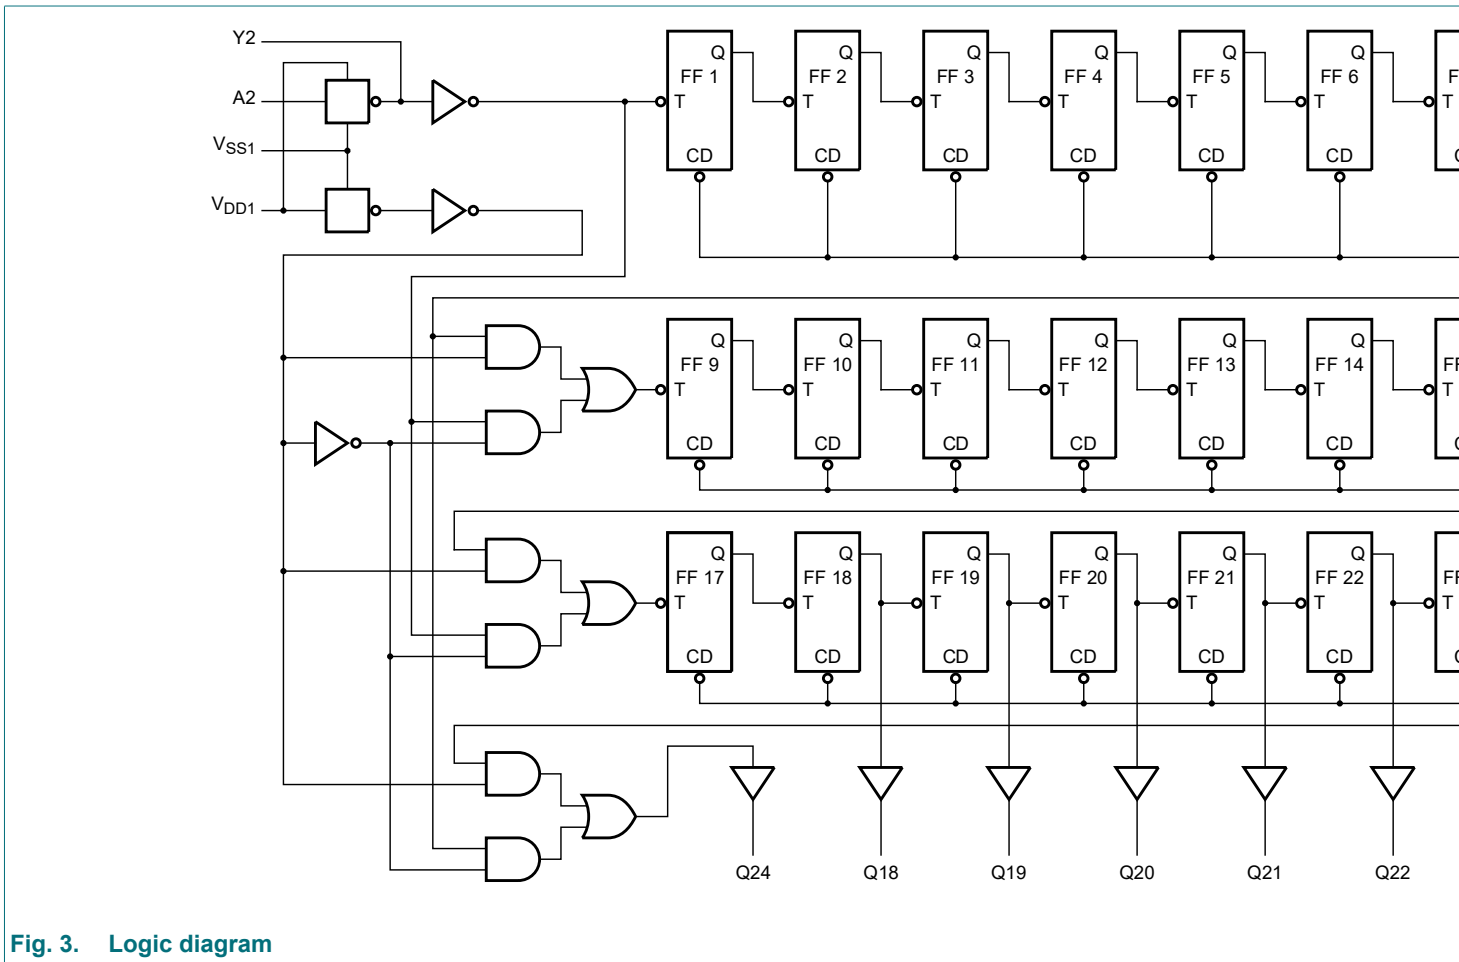 Y2
A2
VSS1
VDD1
Q Q Q Q Q Q
FF 1 FF 2 FF 3 FF 4 FF 5 FF 6 F
T T T T T T T
CD CD CD CD CD CD
Q Q Q Q Q Q
FF 9 FF 10 FF 11 FF 12 FF 13 FF 14 FF
T T T T T T T
CD CD CD CD CD CD
Q Q Q Q Q Q
FF 17 FF 18 FF 19 FF 20 FF 21 FF 22 FF
T T T T T T T
CD CD CD CD CD CD
Q24 Q18 Q19 Q20 Q21 Q22
Fig. 3. Logic diagram